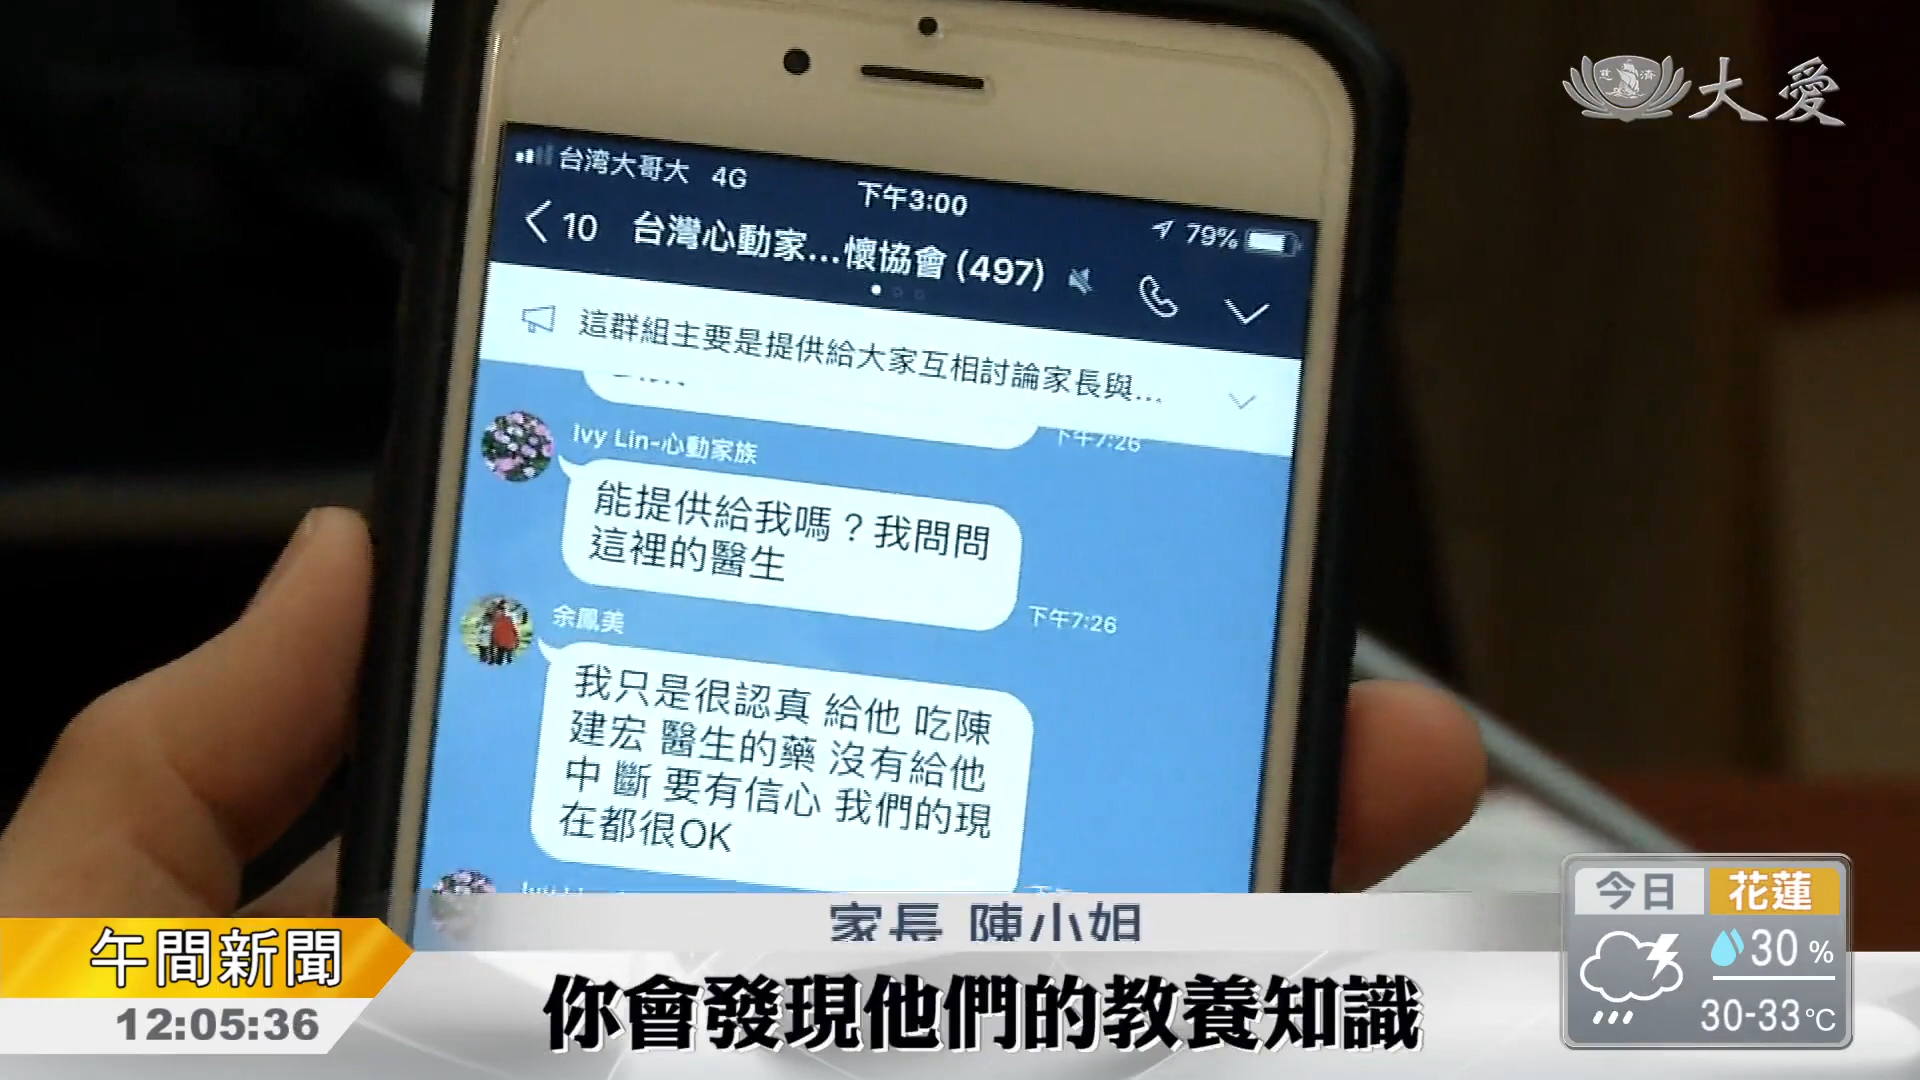 慈濟
大愛
台湾大哥大 4G
下午3:00
79%
10 台灣心動家...懷協會 (497)
這群組主要是提供給大家互相討論家長與...
下午7:26
Ivy Lin-心動家族
能提供給我嗎？我問問
這裡的醫生
下午7:26
余鳳美
我只是很認真 給他 吃陳
建宏 醫生的藥 沒有給他
中 斷 要有信心 我們的現
在都很OK
家長 陳小姐
午間新聞
12:05:36
你會發現他們的教養知識
今日 花蓮
30%
30-33°C